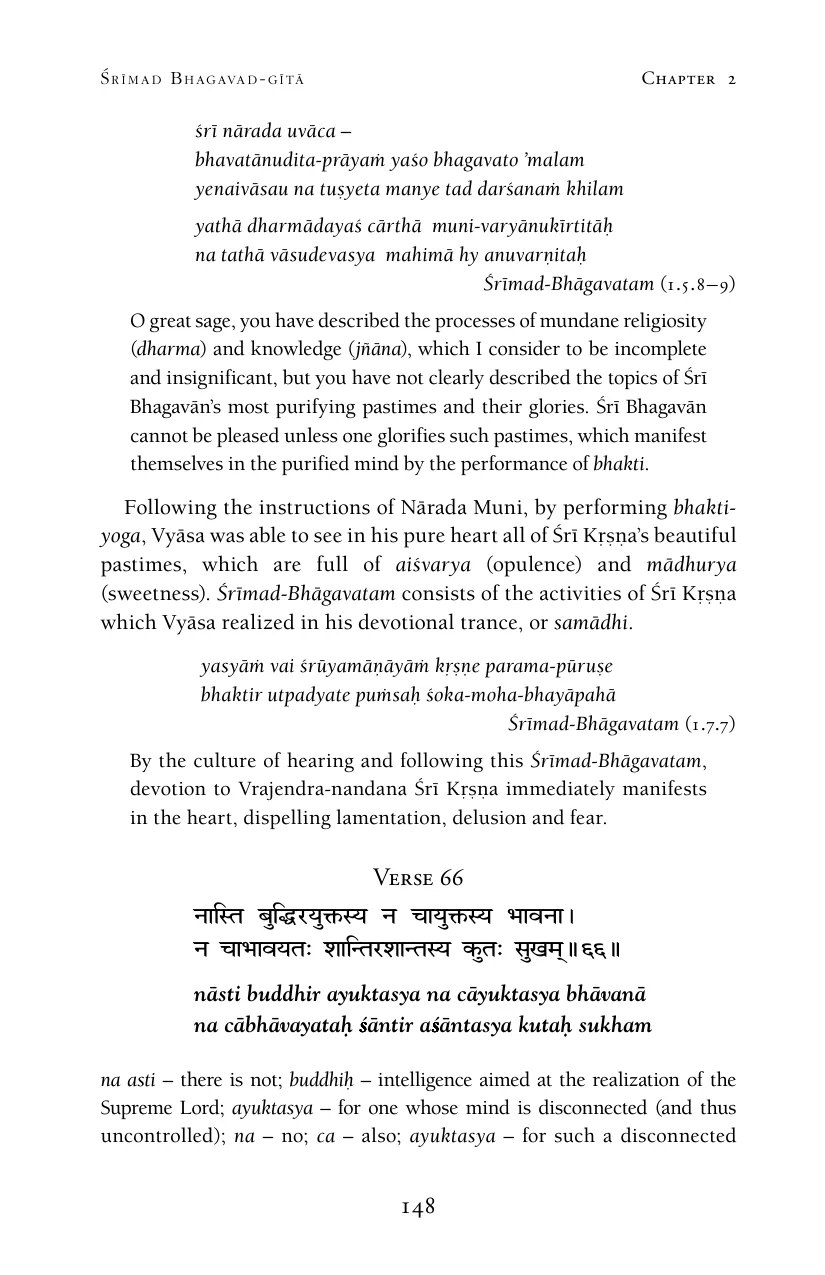 Śrīmad Bhagavad-gītā Chapter 2
śrī nārada uvāca –
bhavatānudita-prāyaṁ yaśo bhagavato ’malam
yenaivāsau na tuṣyeta manye tad darśanaṁ khilam
yathā dharmādayaś cārthā muni-varyānukīrtitāḥ
na tathā vāsudevasya mahimā hy anuvarṇitaḥ
Śrīmad-Bhāgavatam (1.5.8–9)
O great sage, you have described the processes of mundane religiosity
(dharma) and knowledge (jñāna), which I consider to be incomplete
and insignificant, but you have not clearly described the topics of Śrī
Bhagavān’s most purifying pastimes and their glories. Śrī Bhagavān
cannot be pleased unless one glorifies such pastimes, which manifest
themselves in the purified mind by the performance of bhakti.
Following the instructions of Nārada Muni, by performing bhakti-
yoga, Vyāsa was able to see in his pure heart all of Śrī Kṛṣṇa’s beautiful
pastimes, which are full of aiśvarya (opulence) and mādhurya
(sweetness). Śrīmad-Bhāgavatam consists of the activities of Śrī Kṛṣṇa
which Vyāsa realized in his devotional trance, or samādhi.
yasyāṁ vai śrūyamāṇāyāṁ kṛṣṇe parama-pūruṣe
bhaktir utpadyate puṁsaḥ śoka-moha-bhayāpahā
Śrīmad-Bhāgavatam (1.7.7)
By the culture of hearing and following this Śrīmad-Bhāgavatam,
devotion to Vrajendra-nandana Śrī Kṛṣṇa immediately manifests
in the heart, dispelling lamentation, delusion and fear.
Verse 66
नास्ति बुद्धिरयुक्तस्य न चायुक्तस्य भावना।
न चाभावयतः शान्तिरशान्तस्य कुतः सुखम्॥६६॥
nāsti buddhir ayuktasya na cāyuktasya bhāvanā
na cābhāvayataḥ śāntir aśāntasya kutaḥ sukham
na asti – there is not; buddhiḥ – intelligence aimed at the realization of the
Supreme Lord; ayuktasya – for one whose mind is disconnected (and thus
uncontrolled); na – no; ca – also; ayuktasya – for such a disconnected
148